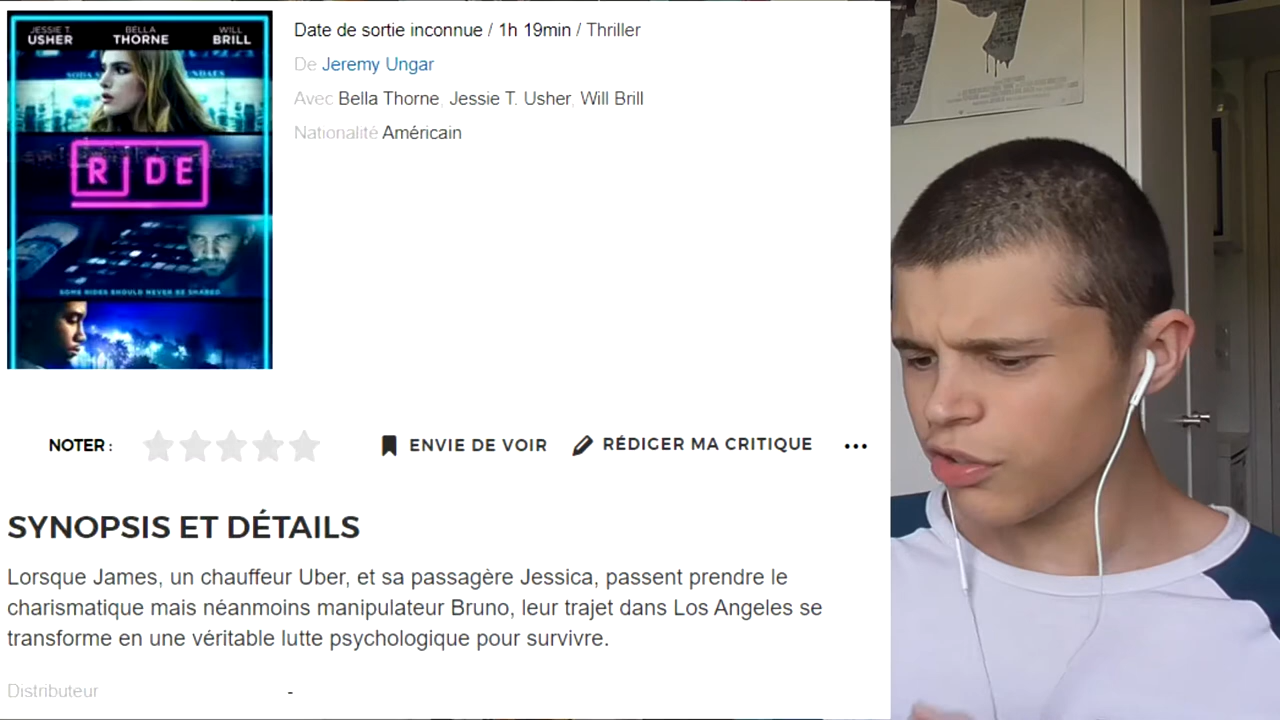 JESSIE T. USHER
BELLA THORNE
WILL BRILL
RIDE
SOME RIDES SHOULD NEVER BE SHARED
Date de sortie inconnue / 1h 19min / Thriller
De Jeremy Ungar
Avec Bella Thorne, Jessie T. Usher, Will Brill
Nationalité Américain
NOTER :
ENVIE DE VOIR
RÉDIGER MA CRITIQUE
SYNOPSIS ET DÉTAILS
Lorsque James, un chauffeur Uber, et sa passagère Jessica, passent prendre le
charismatique mais néanmoins manipulateur Bruno, leur trajet dans Los Angeles se
transforme en une véritable lutte psychologique pour survivre.
Distributeur -